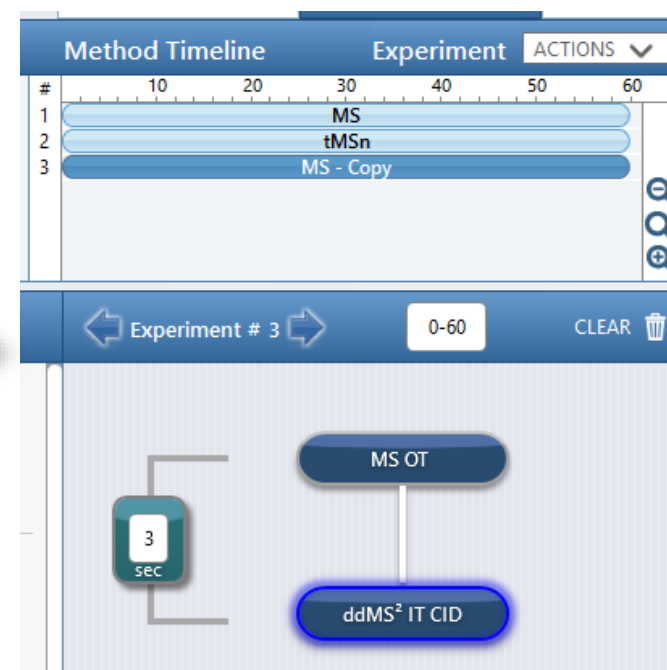 Method Timeline Experiment ACTIONS
# 10 20 30 40 50 60
1 MS
2 tMSn
3 MS - Copy
Experiment # 3 0-60 CLEAR
MS OT
3
sec
ddMS² IT CID